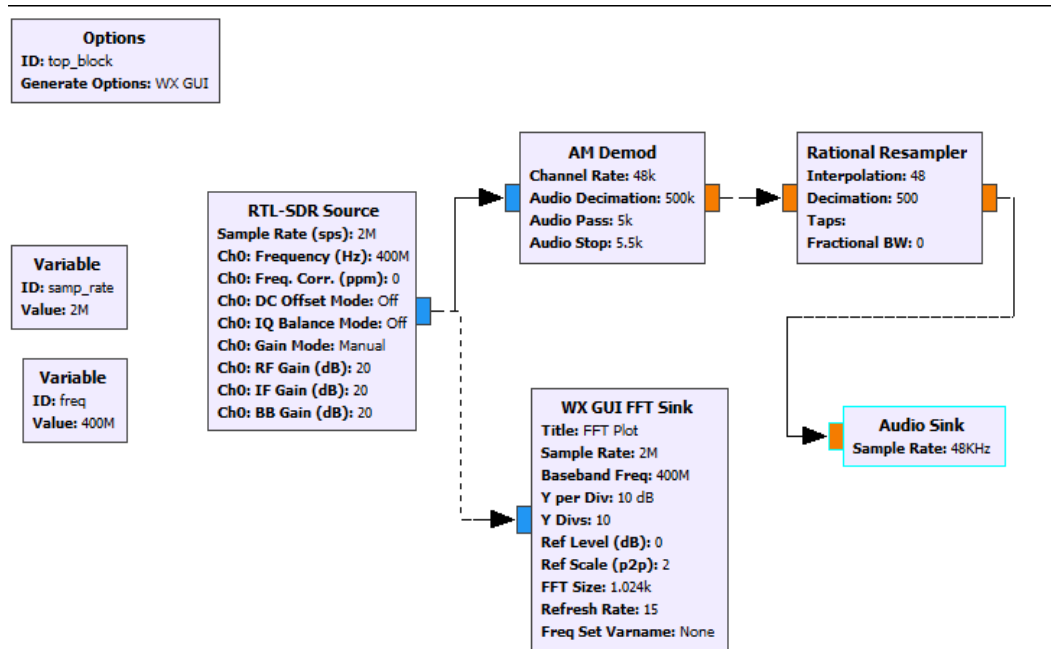 Options
ID: top_block
Generate Options: WX GUI
Variable
ID: samp_rate
Value: 2M
Variable
ID: freq
Value: 400M
RTL-SDR Source
Sample Rate (sps): 2M
Ch0: Frequency (Hz): 400M
Ch0: Freq. Corr. (ppm): 0
Ch0: DC Offset Mode: Off
Ch0: IQ Balance Mode: Off
Ch0: Gain Mode: Manual
Ch0: RF Gain (dB): 20
Ch0: IF Gain (dB): 20
Ch0: BB Gain (dB): 20
AM Demod
Channel Rate: 48k
Audio Decimation: 500k
Audio Pass: 5k
Audio Stop: 5.5k
Rational Resampler
Interpolation: 48
Decimation: 500
Taps:
Fractional BW: 0
WX GUI FFT Sink
Title: FFT Plot
Sample Rate: 2M
Baseband Freq: 400M
Y per Div: 10 dB
Y Divs: 10
Ref Level (dB): 0
Ref Scale (p2p): 2
FFT Size: 1.024k
Refresh Rate: 15
Freq Set Varname: None
Audio Sink
Sample Rate: 48KHz